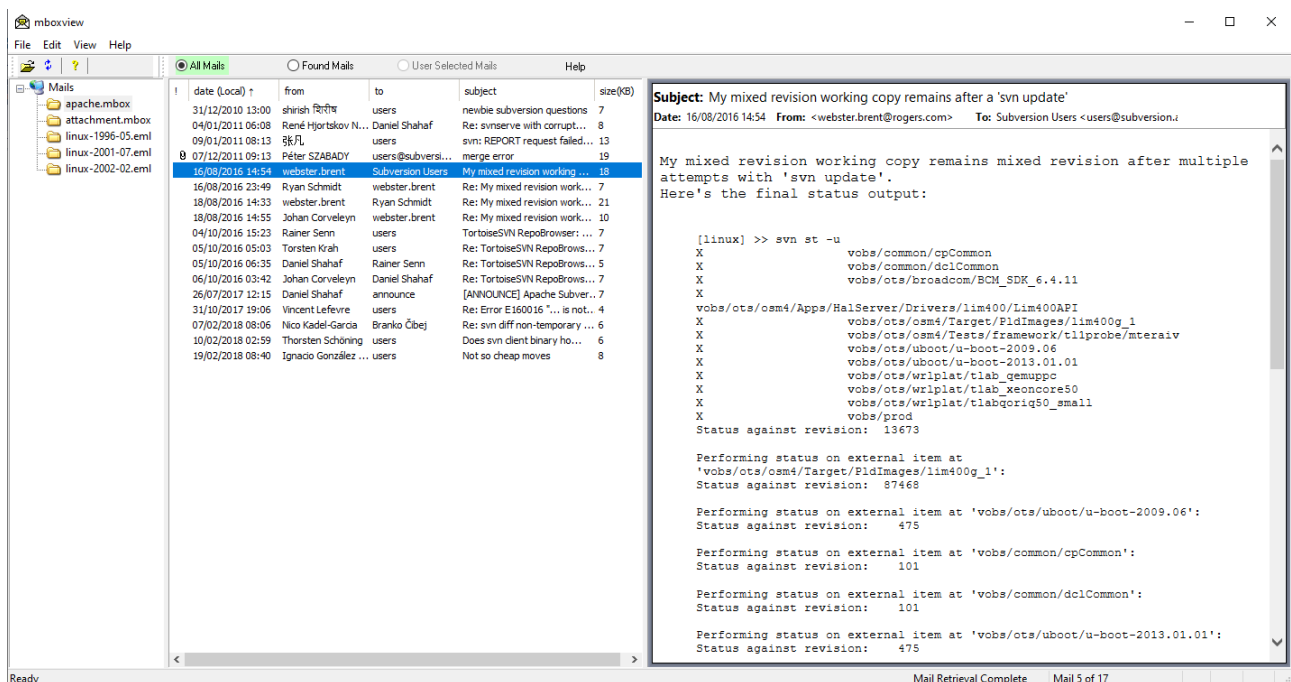 mboxview
File Edit View Help
All Mails Found Mails User Selected Mails Help
Mails
apache.mbox
attachment.mbox
linux-1996-05.eml
linux-2001-07.eml
linux-2002-02.eml
! date (Local) ↑ from to subject size(KB)
31/12/2010 13:00 shirish शिरीष users newbie subversion questions 7
04/01/2011 06:08 René Hjortskov N... Daniel Shahaf Re: svnserve with corrupt... 8
09/01/2011 08:13 张凡 users svn: REPORT request failed... 13
07/12/2011 09:13 Péter SZABADY users@subversi... merge error 19
16/08/2016 14:54 webster.brent Subversion Users My mixed revision working ... 18
16/08/2016 23:49 Ryan Schmidt webster.brent Re: My mixed revision work... 7
18/08/2016 14:33 webster.brent Ryan Schmidt Re: My mixed revision work... 21
18/08/2016 14:55 Johan Corveleyn webster.brent Re: My mixed revision work... 10
04/10/2016 15:23 Rainer Senn users TortoiseSVN RepoBrowser: ... 7
05/10/2016 05:03 Torsten Krah users Re: TortoiseSVN RepoBrows... 7
05/10/2016 06:35 Daniel Shahaf Rainer Senn Re: TortoiseSVN RepoBrows... 5
06/10/2016 03:42 Johan Corveleyn Daniel Shahaf Re: TortoiseSVN RepoBrows... 7
26/07/2017 12:15 Daniel Shahaf announce [ANNOUNCE] Apache Subver.. 7
31/10/2017 19:06 Vincent Lefevre users Re: Error E160016 "... is not.. 4
07/02/2018 08:06 Nico Kadel-Garcia Branko Čibej Re: svn diff non-temporary ... 6
10/02/2018 02:59 Thorsten Schöning users Does svn client binary ho... 6
19/02/2018 08:40 Ignacio González ... users Not so cheap moves 8
Subject: My mixed revision working copy remains after a 'svn update'
Date: 16/08/2016 14:54 From: <webster.brent@rogers.com> To: Subversion Users <users@subversion.a
My mixed revision working copy remains mixed revision after multiple
attempts with 'svn update'.
Here's the final status output:
[linux] >> svn st -u
X vobs/common/cpCommon
X vobs/common/dclCommon
X vobs/ots/broadcom/BCM_SDK_6.4.11
X
vobs/ots/osm4/Apps/HalServer/Drivers/lim400/Lim400API
X vobs/ots/osm4/Target/PldImages/lim400g_1
X vobs/ots/osm4/Tests/framework/tl1probe/mteraiv
X vobs/ots/uboot/u-boot-2009.06
X vobs/ots/uboot/u-boot-2013.01.01
X vobs/ots/wrlplat/tlab_qemuppc
X vobs/ots/wrlplat/tlab_xeoncore50
X vobs/ots/wrlplat/tlabqoriq50_small
X vobs/prod
Status against revision: 13673
Performing status on external item at
'vobs/ots/osm4/Target/PldImages/lim400g_1':
Status against revision: 87468
Performing status on external item at 'vobs/ots/uboot/u-boot-2009.06':
Status against revision: 475
Performing status on external item at 'vobs/common/cpCommon':
Status against revision: 101
Performing status on external item at 'vobs/common/dclCommon':
Status against revision: 101
Performing status on external item at 'vobs/ots/uboot/u-boot-2013.01.01':
Status against revision: 475
Ready Mail Retrieval Complete Mail 5 of 17